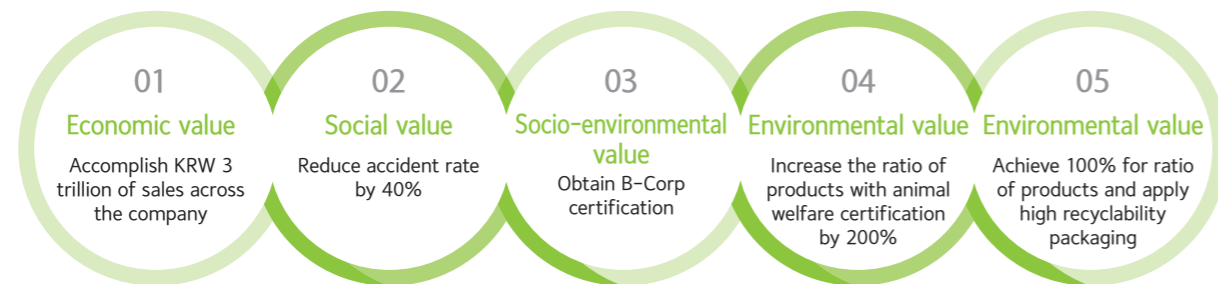 01
Economic value
Accomplish KRW 3
trillion of sales across
the company
02
Social value
Reduce accident rate
by 40%
03
Socio-environmental
value
Obtain B-Corp
certification
04
Environmental value
Increase the ratio of
products with animal
welfare certification
by 200%
05
Environmental value
Achieve 100% for ratio
of products and apply
high recyclability
packaging